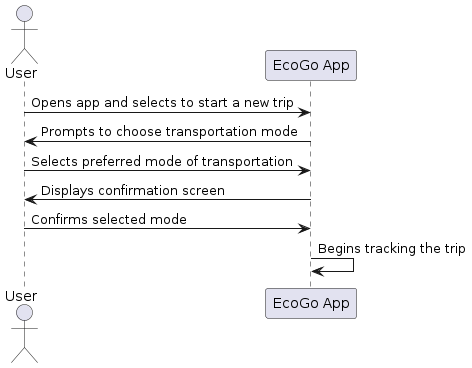 User
EcoGo App
Opens app and selects to start a new trip
Prompts to choose transportation mode
Selects preferred mode of transportation
Displays confirmation screen
Confirms selected mode
Begins tracking the trip
User
EcoGo App